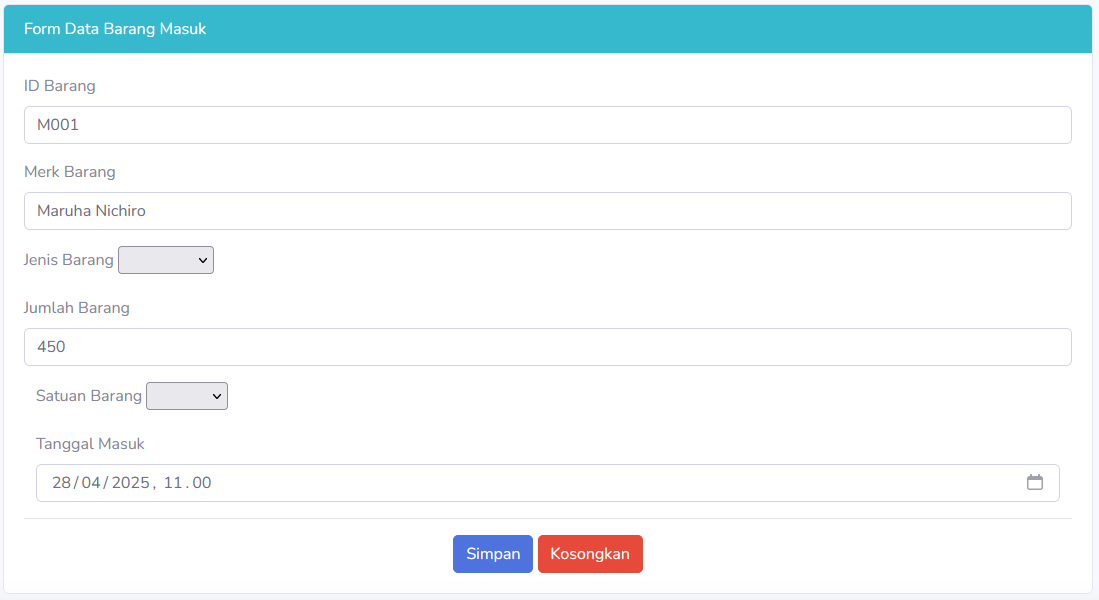 Form Data Barang Masuk
ID Barang
M001
Merk Barang
Maruha Nichiro
Jenis Barang
Jumlah Barang
450
Satuan Barang
Tanggal Masuk
28/04/2025, 11.00
Simpan Kosongkan